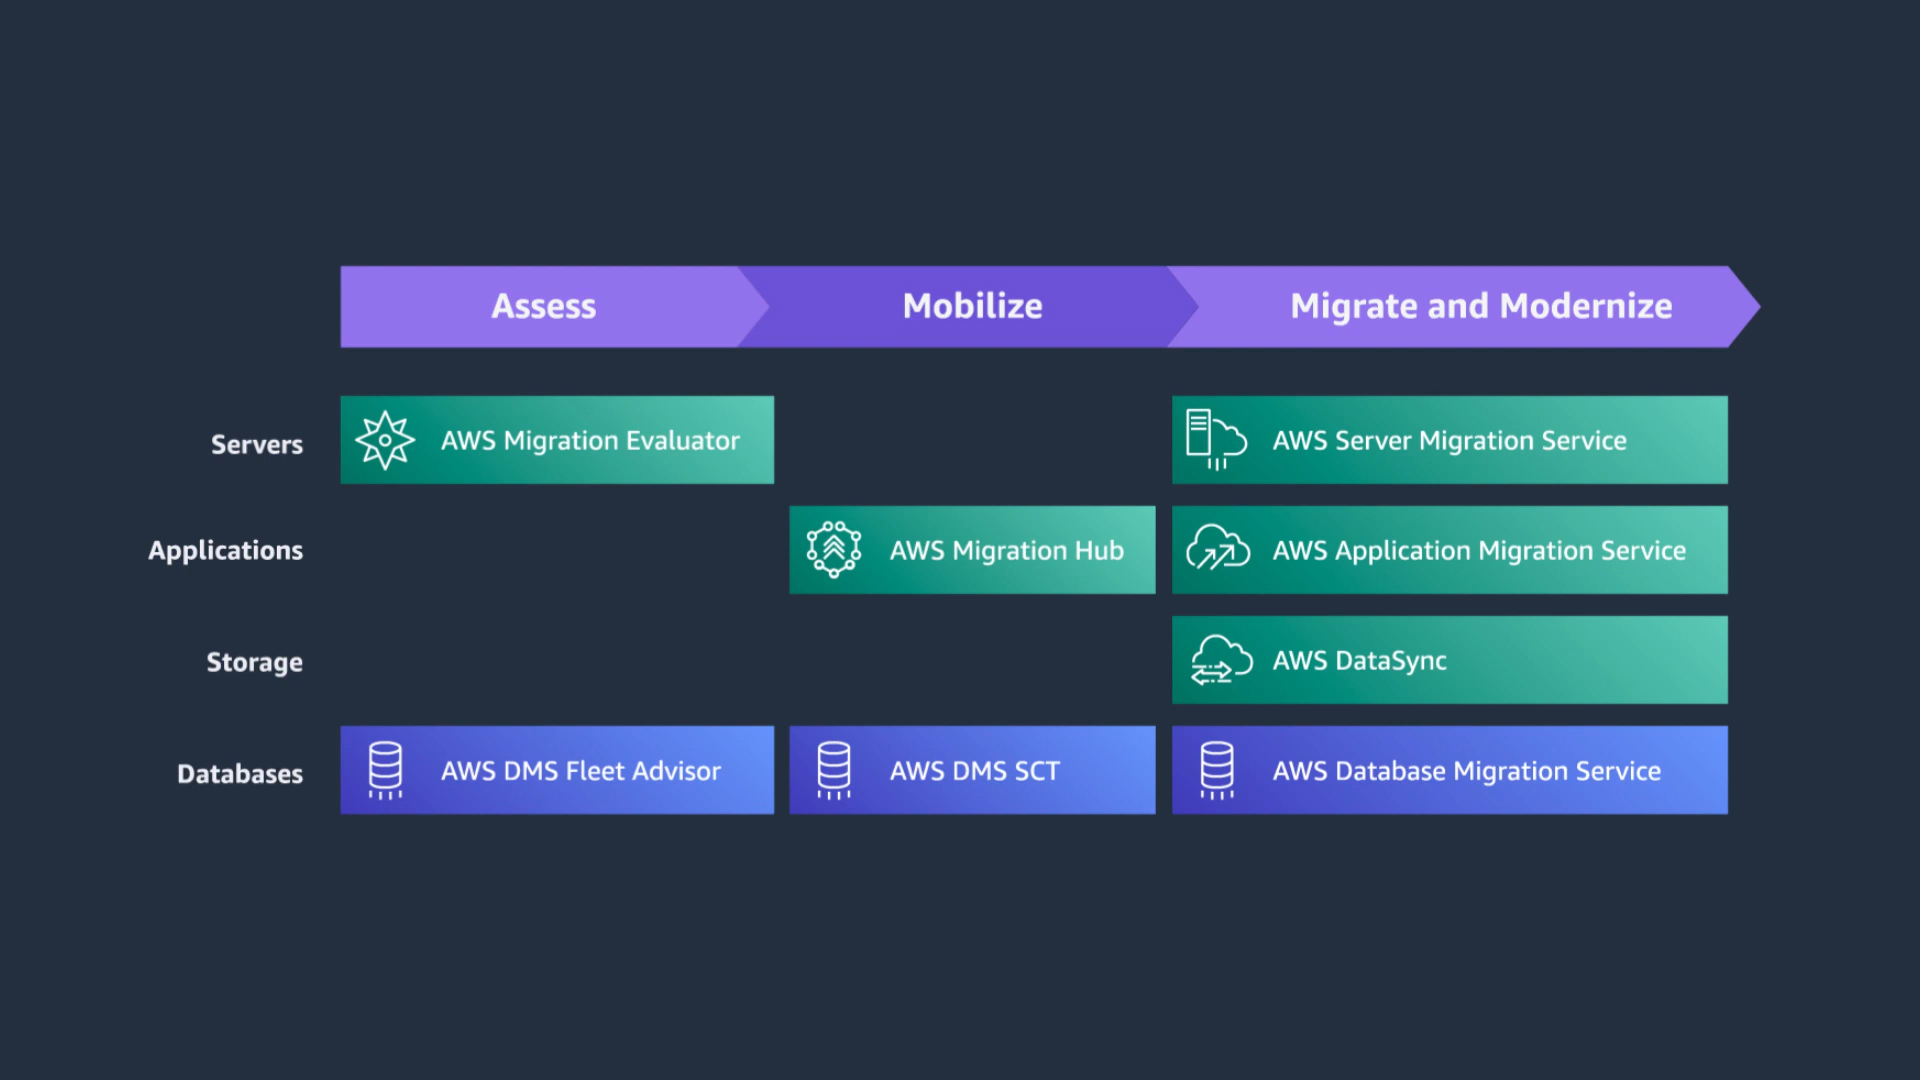 Assess
Mobilize
Migrate and Modernize
Servers
AWS Migration Evaluator
AWS Server Migration Service
Applications
AWS Migration Hub
AWS Application Migration Service
Storage
AWS DataSync
Databases
AWS DMS Fleet Advisor
AWS DMS SCT
AWS Database Migration Service